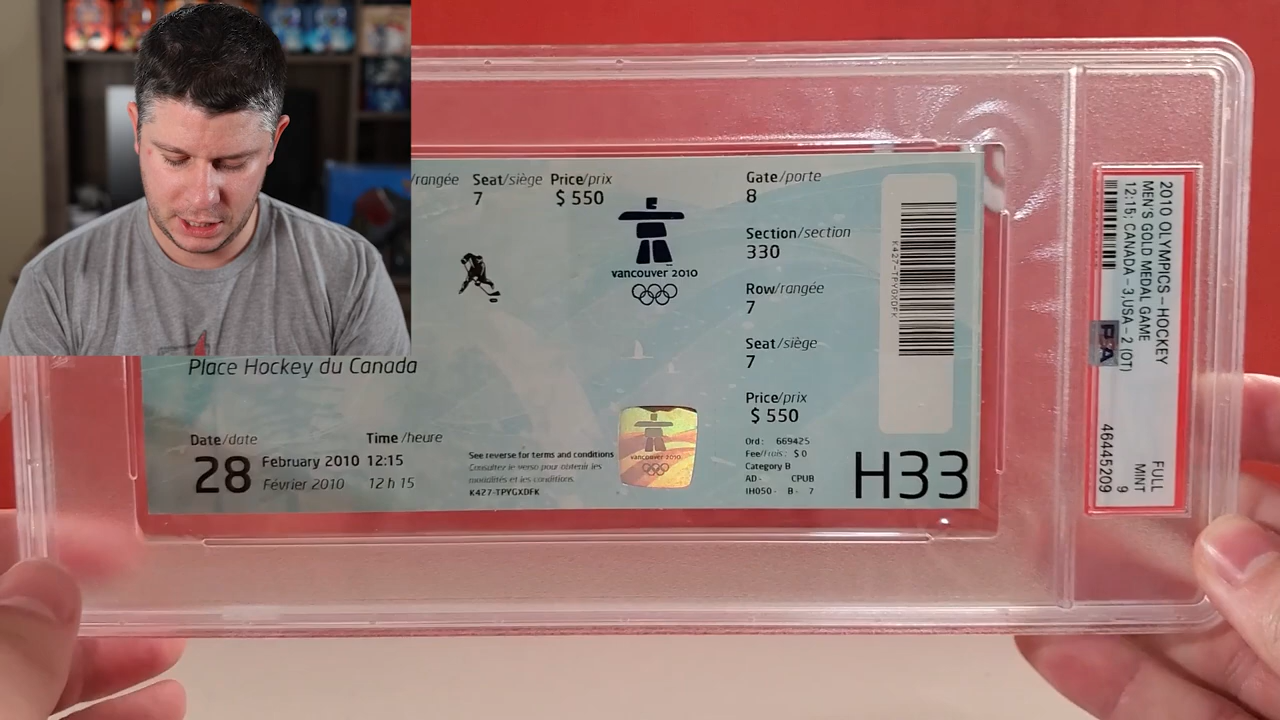 /rangée Seat/siège Price/prix
7 $ 550
vancouver 2010
Place Hockey du Canada
Date/date Time/heure
28 February 2010 12:15
Février 2010 12 h 15
See reverse for terms and conditions
Consultez le verso pour obtenir les
modalités et les conditions.
K427-TPYGXDFK
vancouver 2010
Gate/porte
8
Section/section
330
Row/rangée
7
Seat/siège
7
Price/prix
$ 550
Ord: 669425
Fee/Frais: $ 0
Category B
AD- CPUB
IH050- B- 7
K427-TPYGXDFK
H33
2010 OLYMPICS - HOCKEY
MEN'S GOLD MEDAL GAME
12:15; CANADA - 3,USA - 2 (OT)
PSA
FULL
MINT
9
46445209